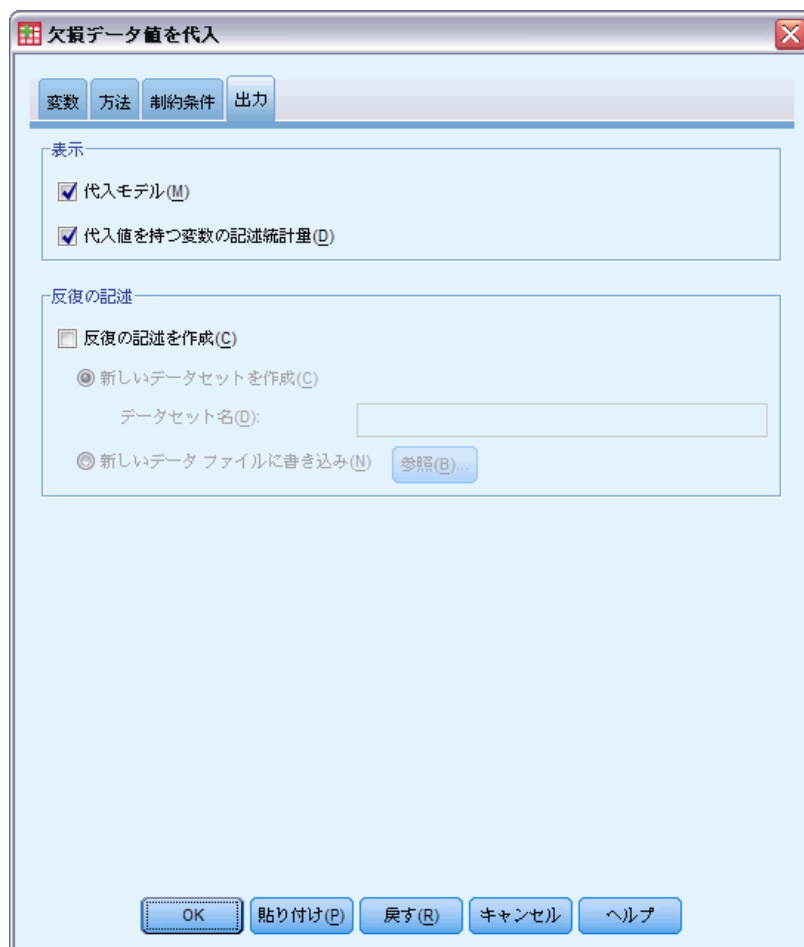 欠損データ値を代入
変数 方法 制約条件 出力
表示
代入モデル(M)
代入値を持つ変数の記述統計量(D)
反復の記述
反復の記述を作成(C)
新しいデータセットを作成(C)
データセット名(D):
新しいデータ ファイルに書き込み(N) 参照(B)...
OK 貼り付け(P) 戻す(R) キャンセル ヘルプ